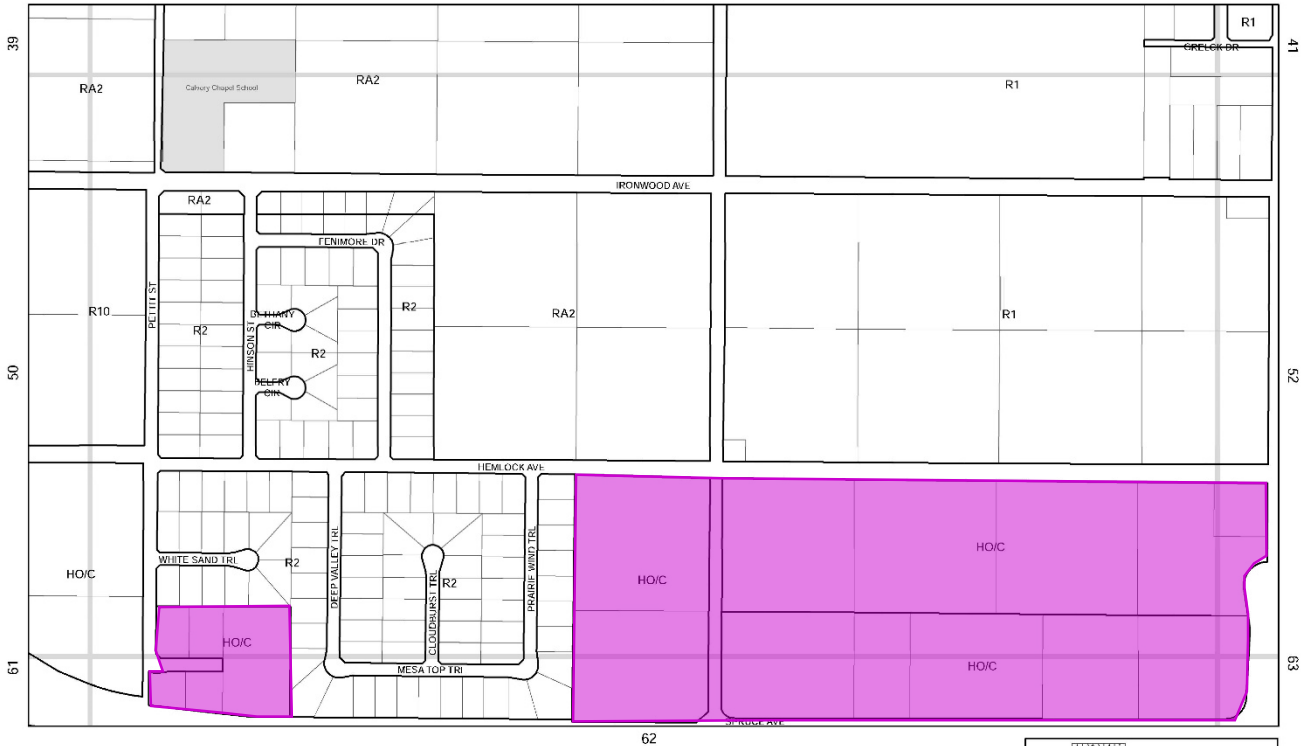 R1
39
41
GRELCK DR
RA2
RA2
Calvary Chapel School
R1
IRONWOOD AVE
RA2
FENIMORE DR
PETTIT ST
R10
R2
HINSON ST
BETHANY
CIR
R2
R2
RA2
R1
50
52
BELFRY
CIR
HEMLOCK AVE
WHITE SAND TRL
R2
DEEP VALLEY TRL
CLOUDBURST TRL
R2
PRAIRIE WIND TRL
HO/C
HO/C
HO/C
HO/C
MESA TOP TRL
HO/C
61
63
SPRUCE AVE
62